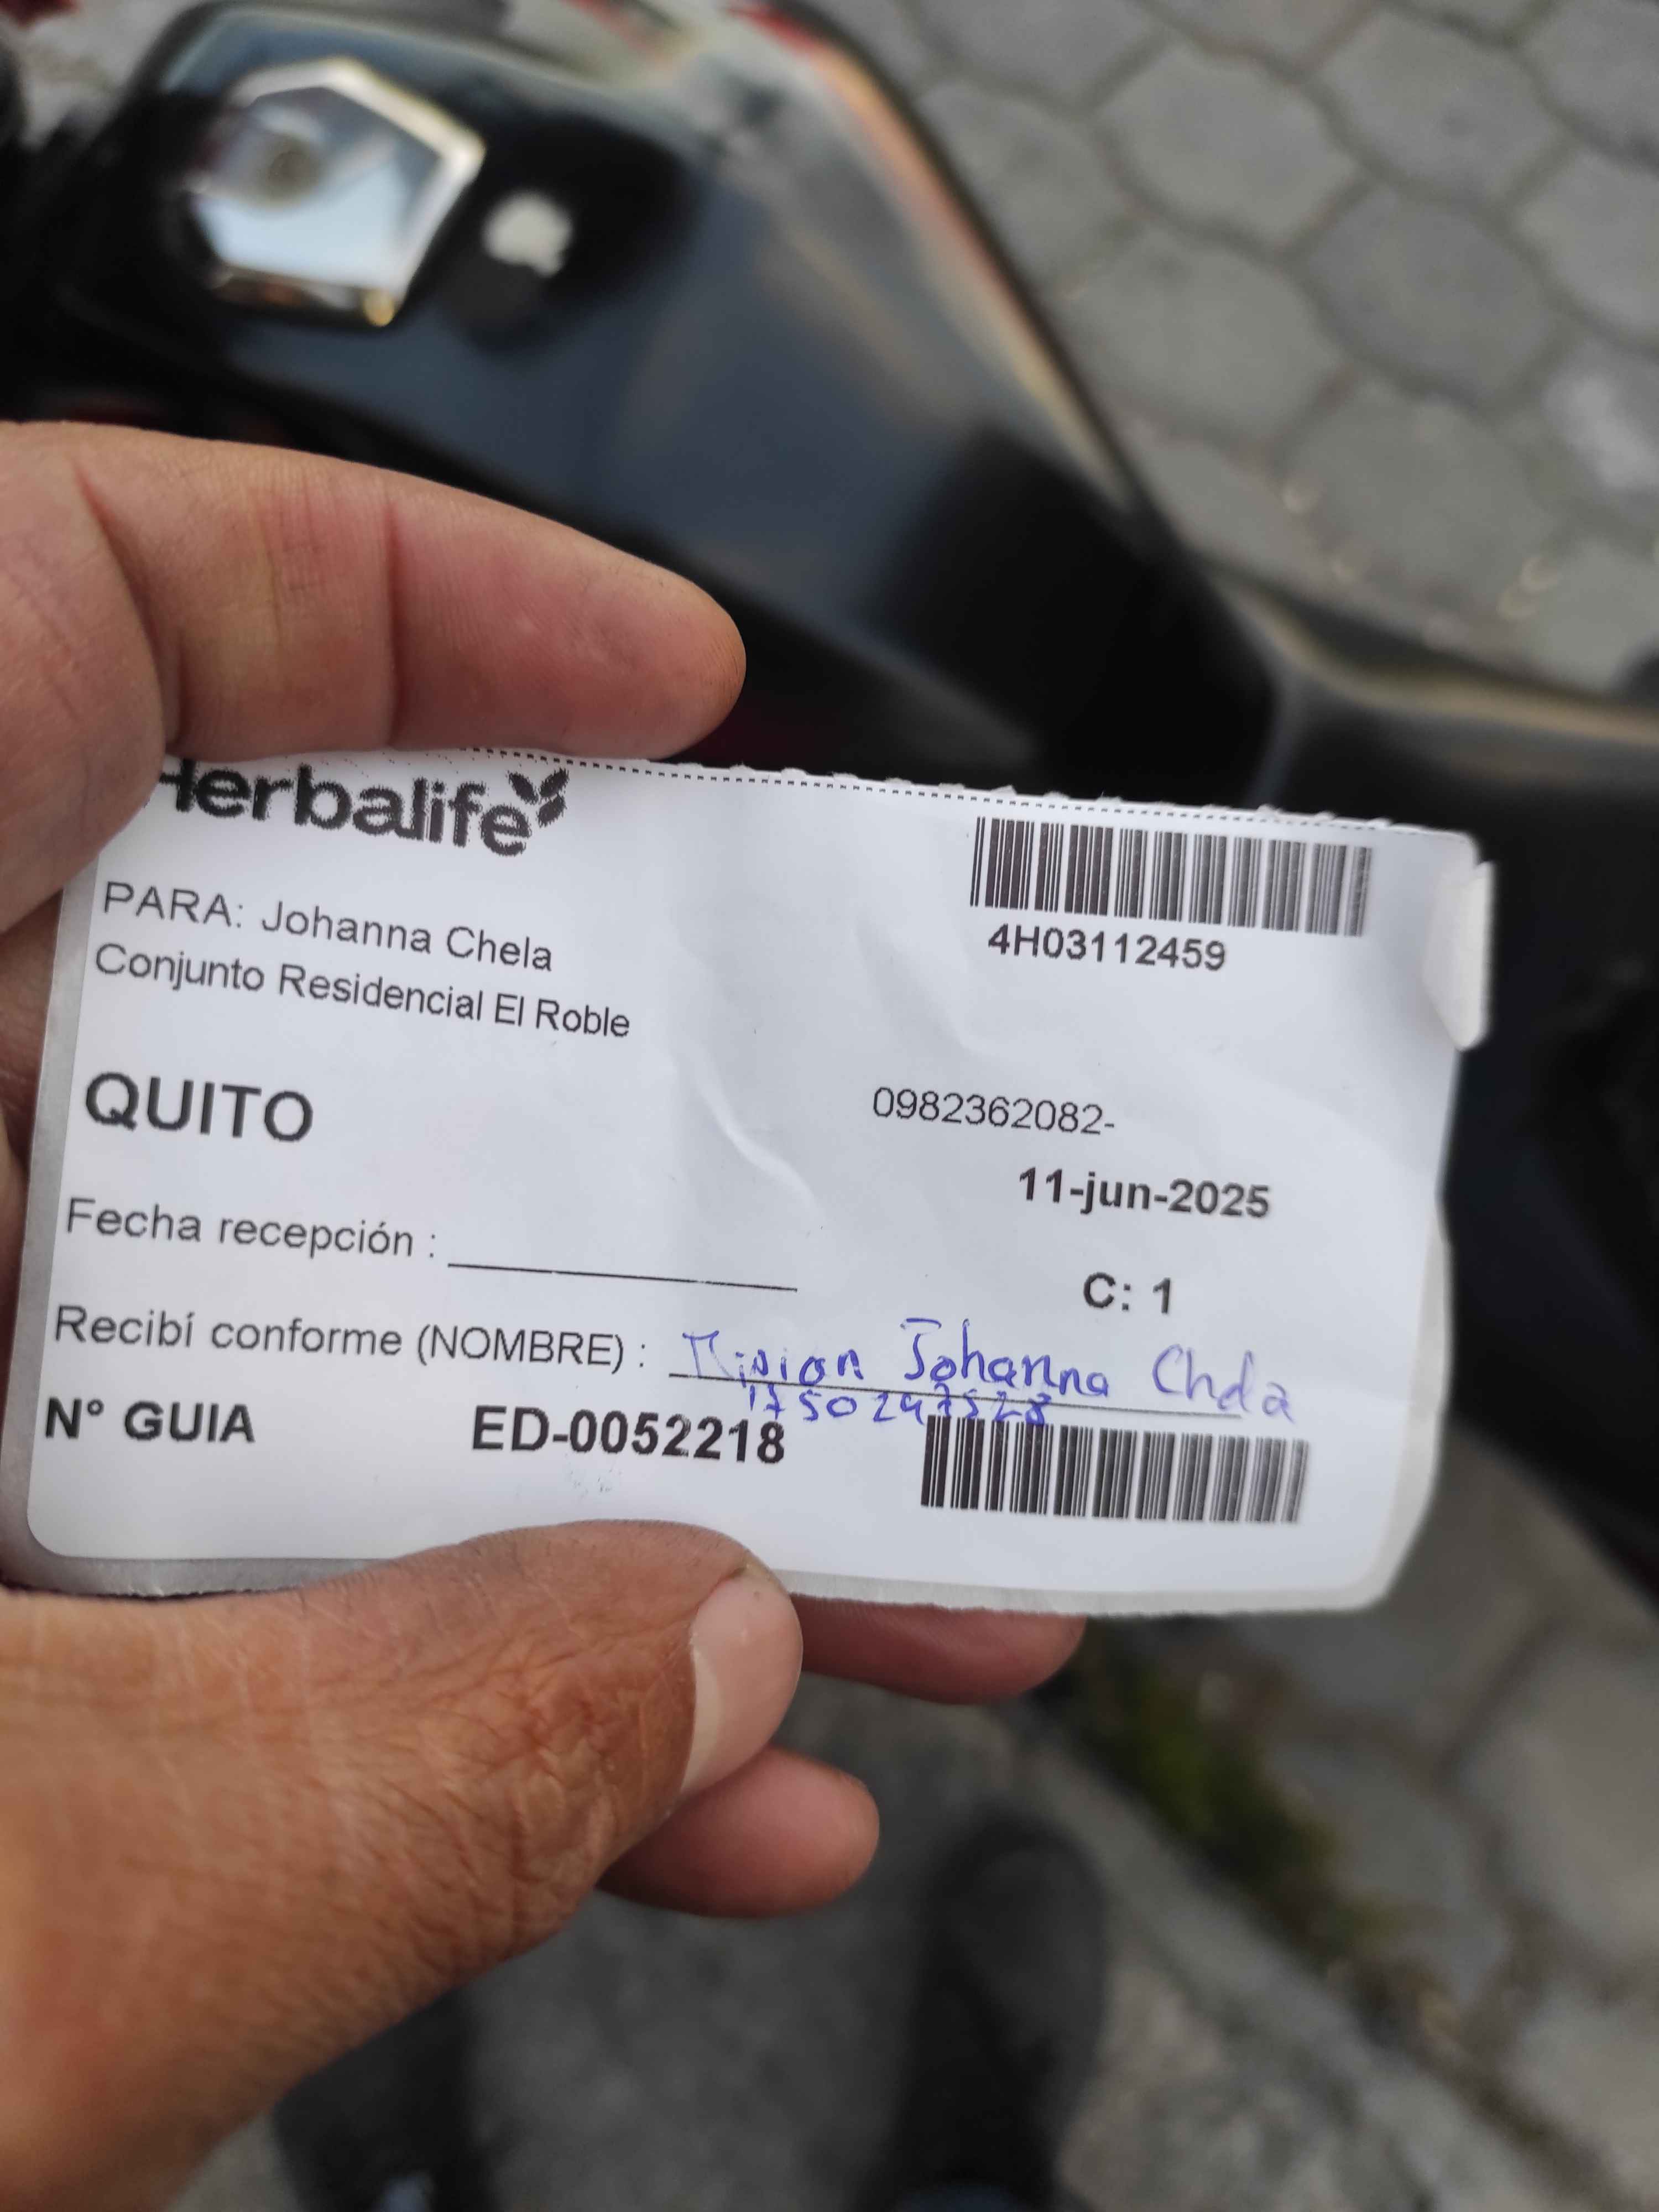 Herbalife
4H03112459
PARA: Johanna Chela
Conjunto Residencial El Roble
QUITO
0982362082-
11-jun-2025
Fecha recepción :
C: 1
Recibí conforme (NOMBRE) : Johanna Chela
N° GUIA ED-0052218